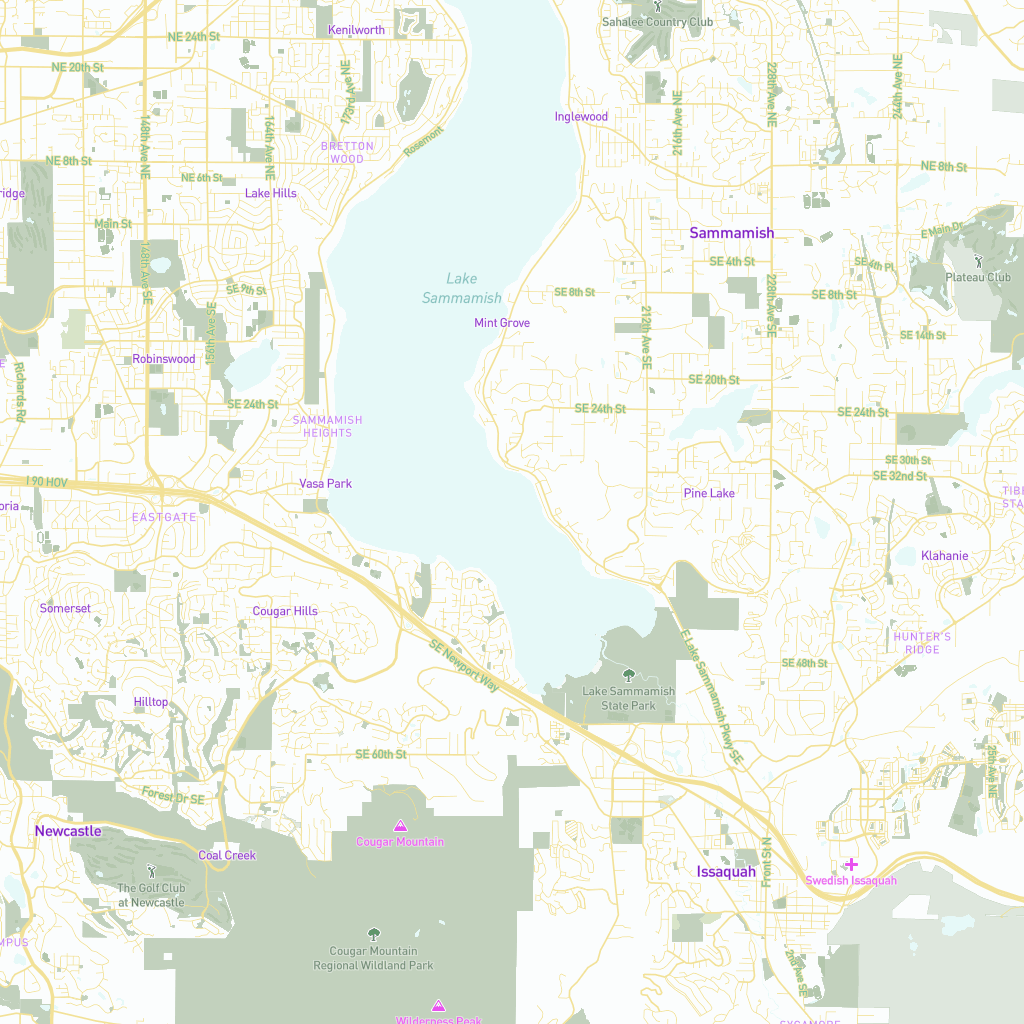 Sahalee Country Club
Kenilworth
NE 24th St
NE 20th St
173rd Ave NE
148th Ave NE
164th Ave NE
216th Ave NE
228th Ave NE
244th Ave NE
Inglewood
Rosemont
BRETTON
WOOD
NE 8th St
NE 8th St
NE 6th St
Lake Hills
Main St
Sammamish
E Main Dr
SE 4th St
SE 4th Pl
Plateau Club
148th Ave SE
Lake
Sammamish
SE 9th St
SE 8th St
SE 8th St
228th Ave SE
212th Ave SE
156th Ave SE
Mint Grove
SE 14th St
Robinswood
Richards Rd
SE 20th St
SE 24th St
SE 24th St
SE 24th St
SAMMAMISH
HEIGHTS
SE 30th St
SE 32nd St
I 90 HOV
Vasa Park
Pine Lake
EASTGATE
Klahanie
Somerset
Cougar Hills
HUNTER'S
RIDGE
SE Newport Way
E Lake Sammamish Pkwy SE
SE 48th St
Lake Sammamish
State Park
Hilltop
SE 60th St
25th Ave NE
Forest Dr SE
Newcastle
Cougar Mountain
Coal Creek
Front St N
Issaquah
Swedish Issaquah
The Golf Club
at Newcastle
Cougar Mountain
Regional Wildland Park
2nd Ave SE
Wilderness Peak
SYCAMORE